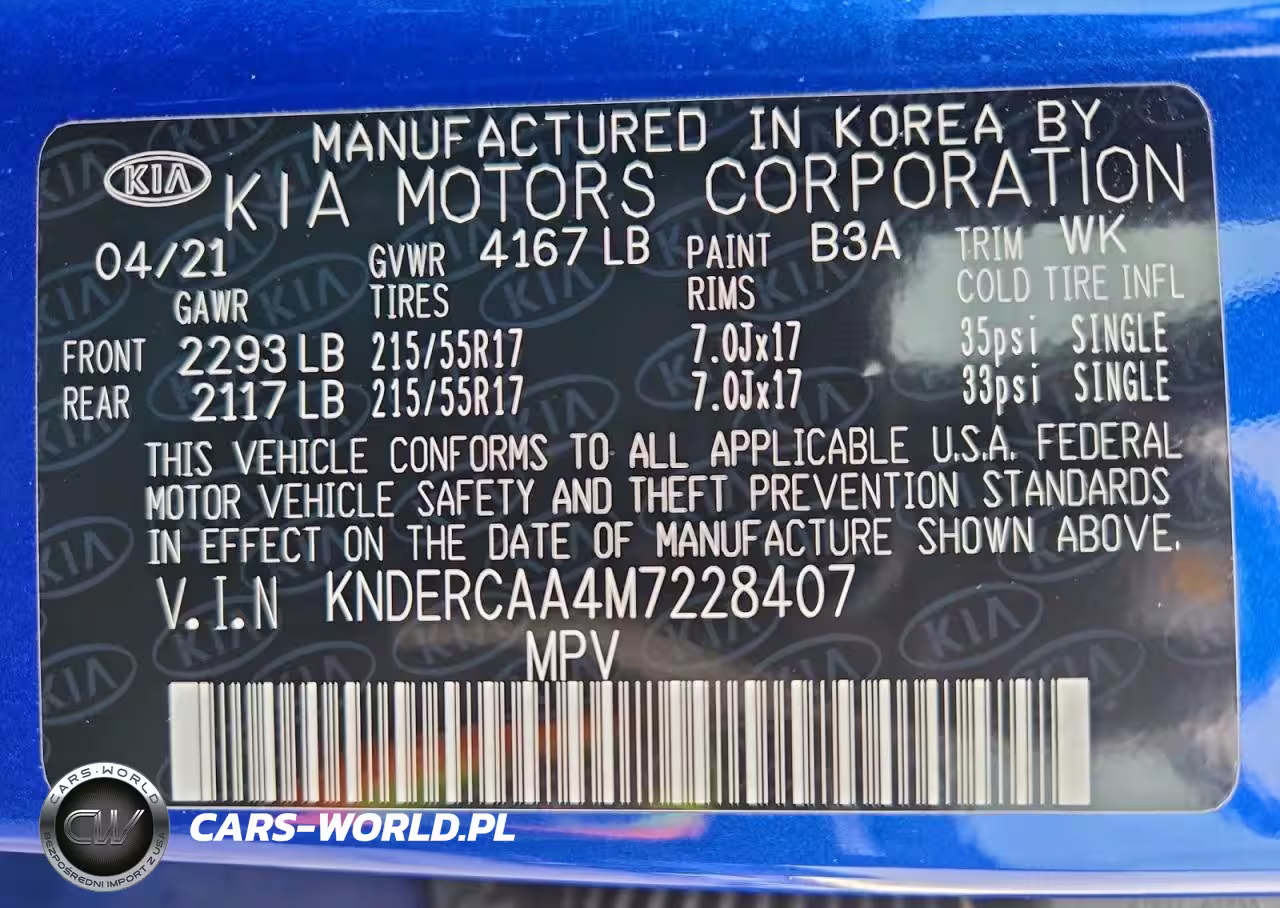 MANUFACTURED IN KOREA BY
KIA KIA MOTORS CORPORATION
04/21 GVWR 4167 LB PAINT B3A TRIM WK
GAWR TIRES RIMS COLD TIRE INFL
FRONT 2293 LB 215/55R17 7.0Jx17 35psi SINGLE
REAR 2117 LB 215/55R17 7.0Jx17 33psi SINGLE
THIS VEHICLE CONFORMS TO ALL APPLICABLE U.S.A. FEDERAL
MOTOR VEHICLE SAFETY AND THEFT PREVENTION STANDARDS
IN EFFECT ON THE DATE OF MANUFACTURE SHOWN ABOVE.
V.I.N KNDERCAA4M7228407
MPV
CARS-WORLD
CW
BEZPOŚREDNI IMPORT Z USA
CARS-WORLD.PL